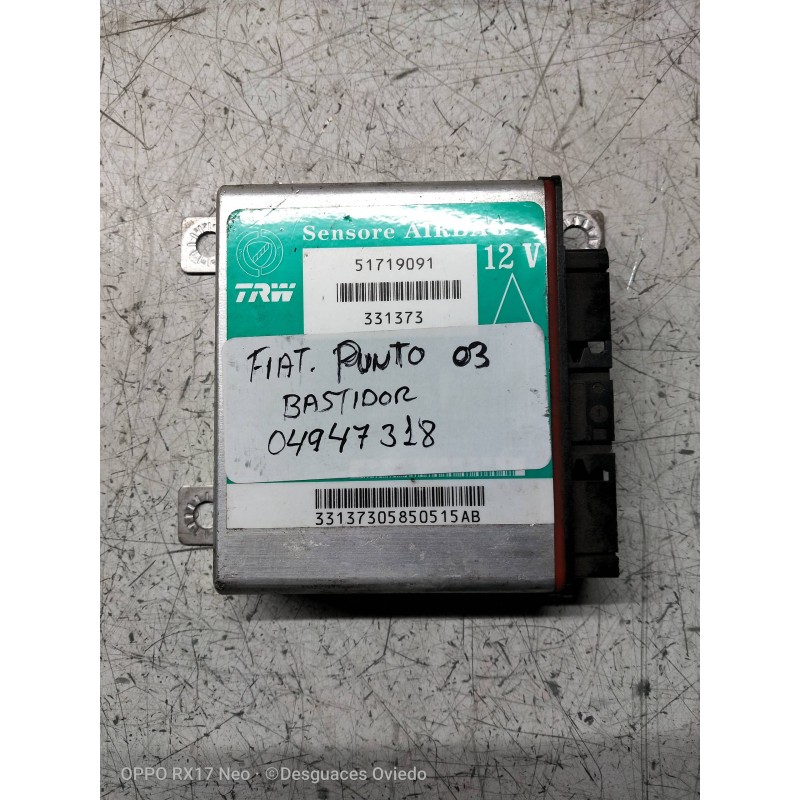 Sensore AIRBAG
TRW
51719091
12 V
331373
FIAT. PUNTO 03
BASTIDOR
04947318
33137305850515AB
OPPO RX17 Neo · ©Desguaces Oviedo